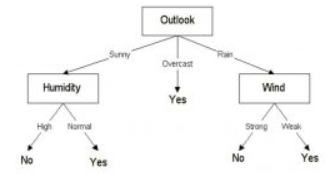 Outlook
Sunny
Overcast
Rain
Humidity
Yes
Wind
High
Normal
Strong
Weak
No
Yes
No
Yes